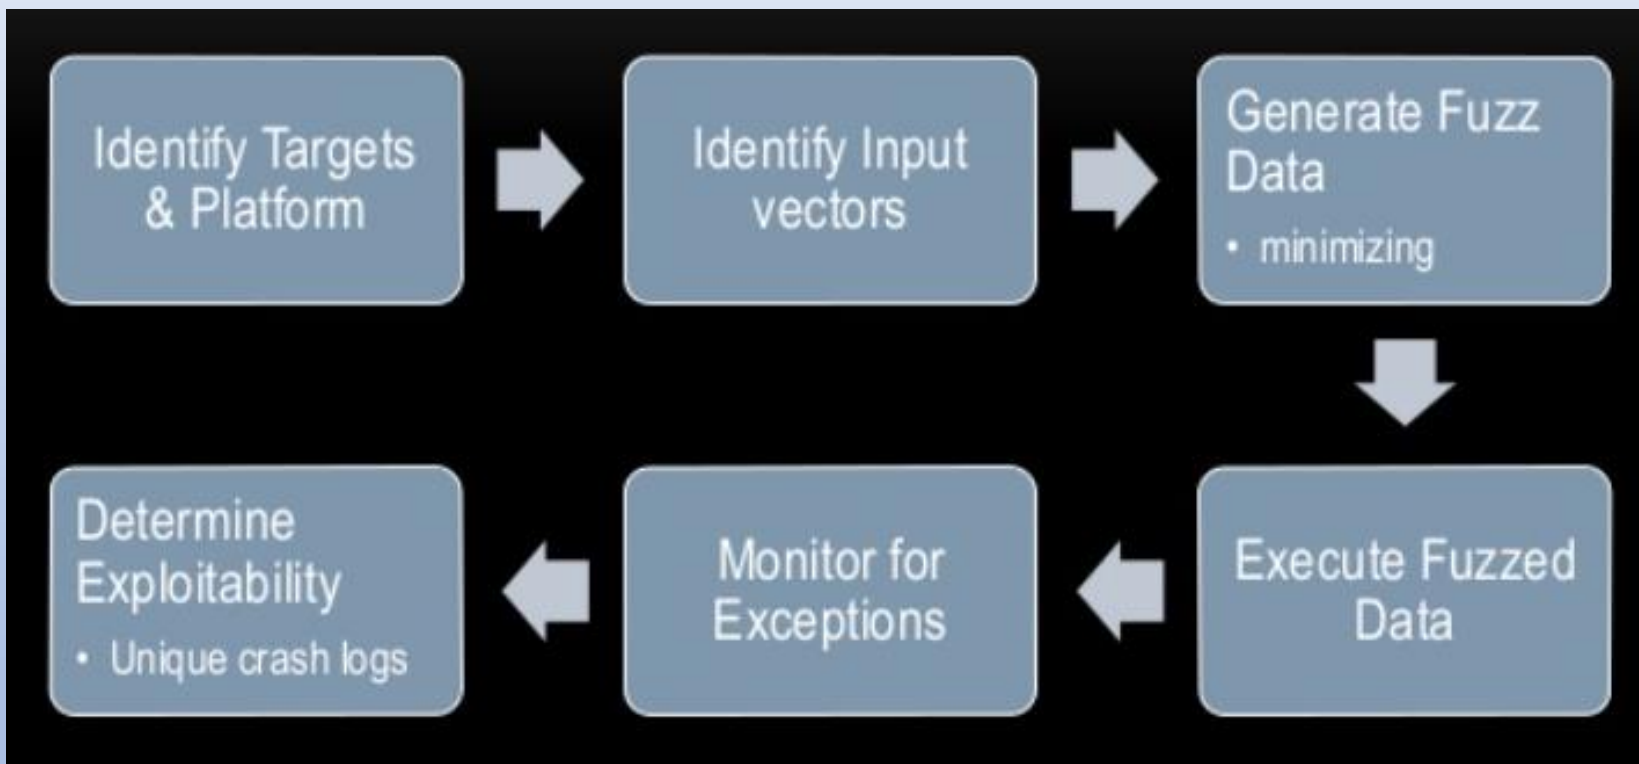 Identify Targets
& Platform
Identify Input
vectors
Generate Fuzz
Data
• minimizing
Execute Fuzzed
Data
Monitor for
Exceptions
Determine
Exploitability
• Unique crash logs